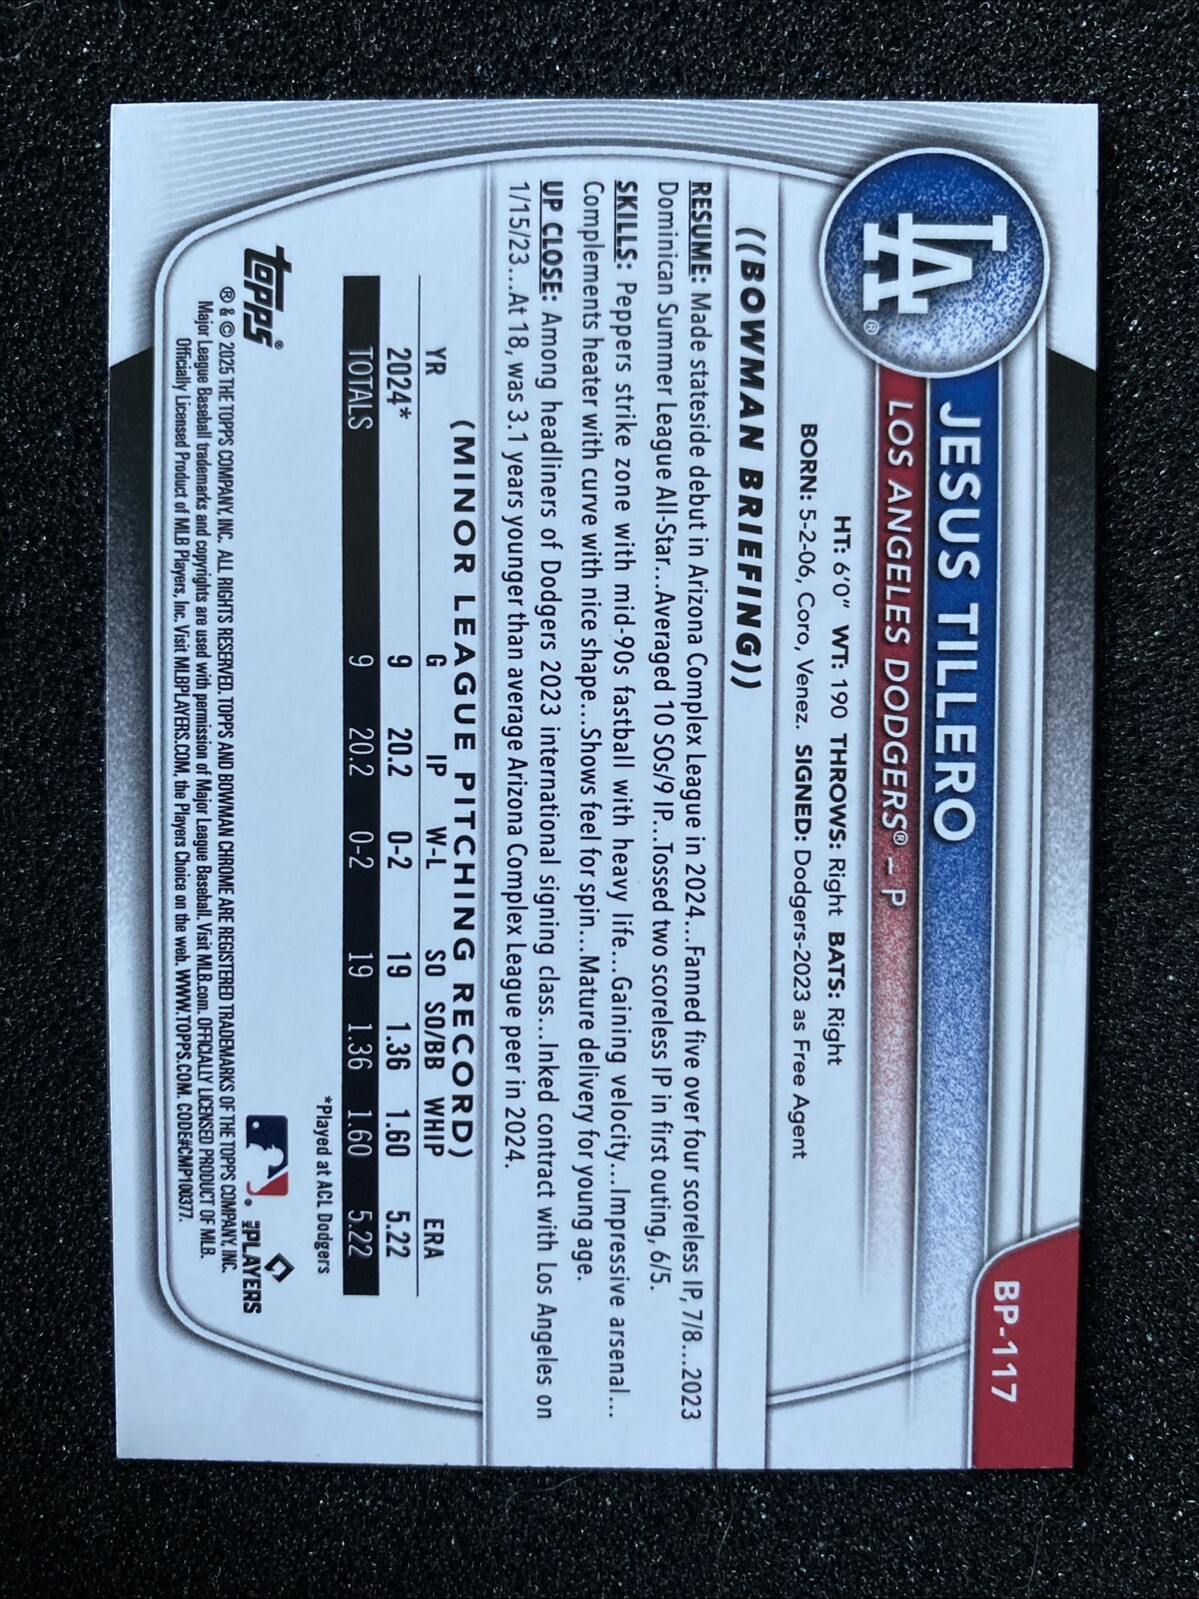 BP-117
LA®
JESUS TILLERO
LOS ANGELES DODGERS® – P
HT: 6'0" WT: 190 THROWS: Right BATS: Right
BORN: 5-2-06, Coro, Venez. SIGNED: Dodgers-2023 as Free Agent
((BOWMAN BRIEFING))
RESUME: Made stateside debut in Arizona Complex League in 2024...Fanned five over four scoreless IP, 7/8...2023
Dominican Summer League All-Star...Averaged 10 SOs/9 IP...Tossed two scoreless IP in first outing, 6/5.
SKILLS: Peppers strike zone with mid-90s fastball with heavy life...Gaining velocity...Impressive arsenal...
Complements heater with curve with nice shape...Shows feel for spin...Mature delivery for young age.
UP CLOSE: Among headliners of Dodgers 2023 international signing class...Inked contract with Los Angeles on
1/15/23...At 18, was 3.1 years younger than average Arizona Complex League peer in 2024.
(MINOR LEAGUE PITCHING RECORD)
YR G IP W-L SO SO/BB WHIP ERA
2024* 9 20.2 0-2 19 1.36 1.60 5.22
TOTALS 9 20.2 0-2 19 1.36 1.60 5.22
*Played at ACL Dodgers
topps®
® & © 2025 THE TOPPS COMPANY, INC. ALL RIGHTS RESERVED. TOPPS AND BOWMAN CHROME ARE REGISTERED TRADEMARKS OF THE TOPPS COMPANY, INC.
Major League Baseball trademarks and copyrights are used with permission of Major League Baseball. Visit MLB.com. OFFICIALLY LICENSED PRODUCT OF MLB.
Officially Licensed Product of MLB Players, Inc. Visit MLBPLAYERS.COM, the Players Choice on the web. WWW.TOPPS.COM. CODE#CMP100377.
MLB PLAYERS